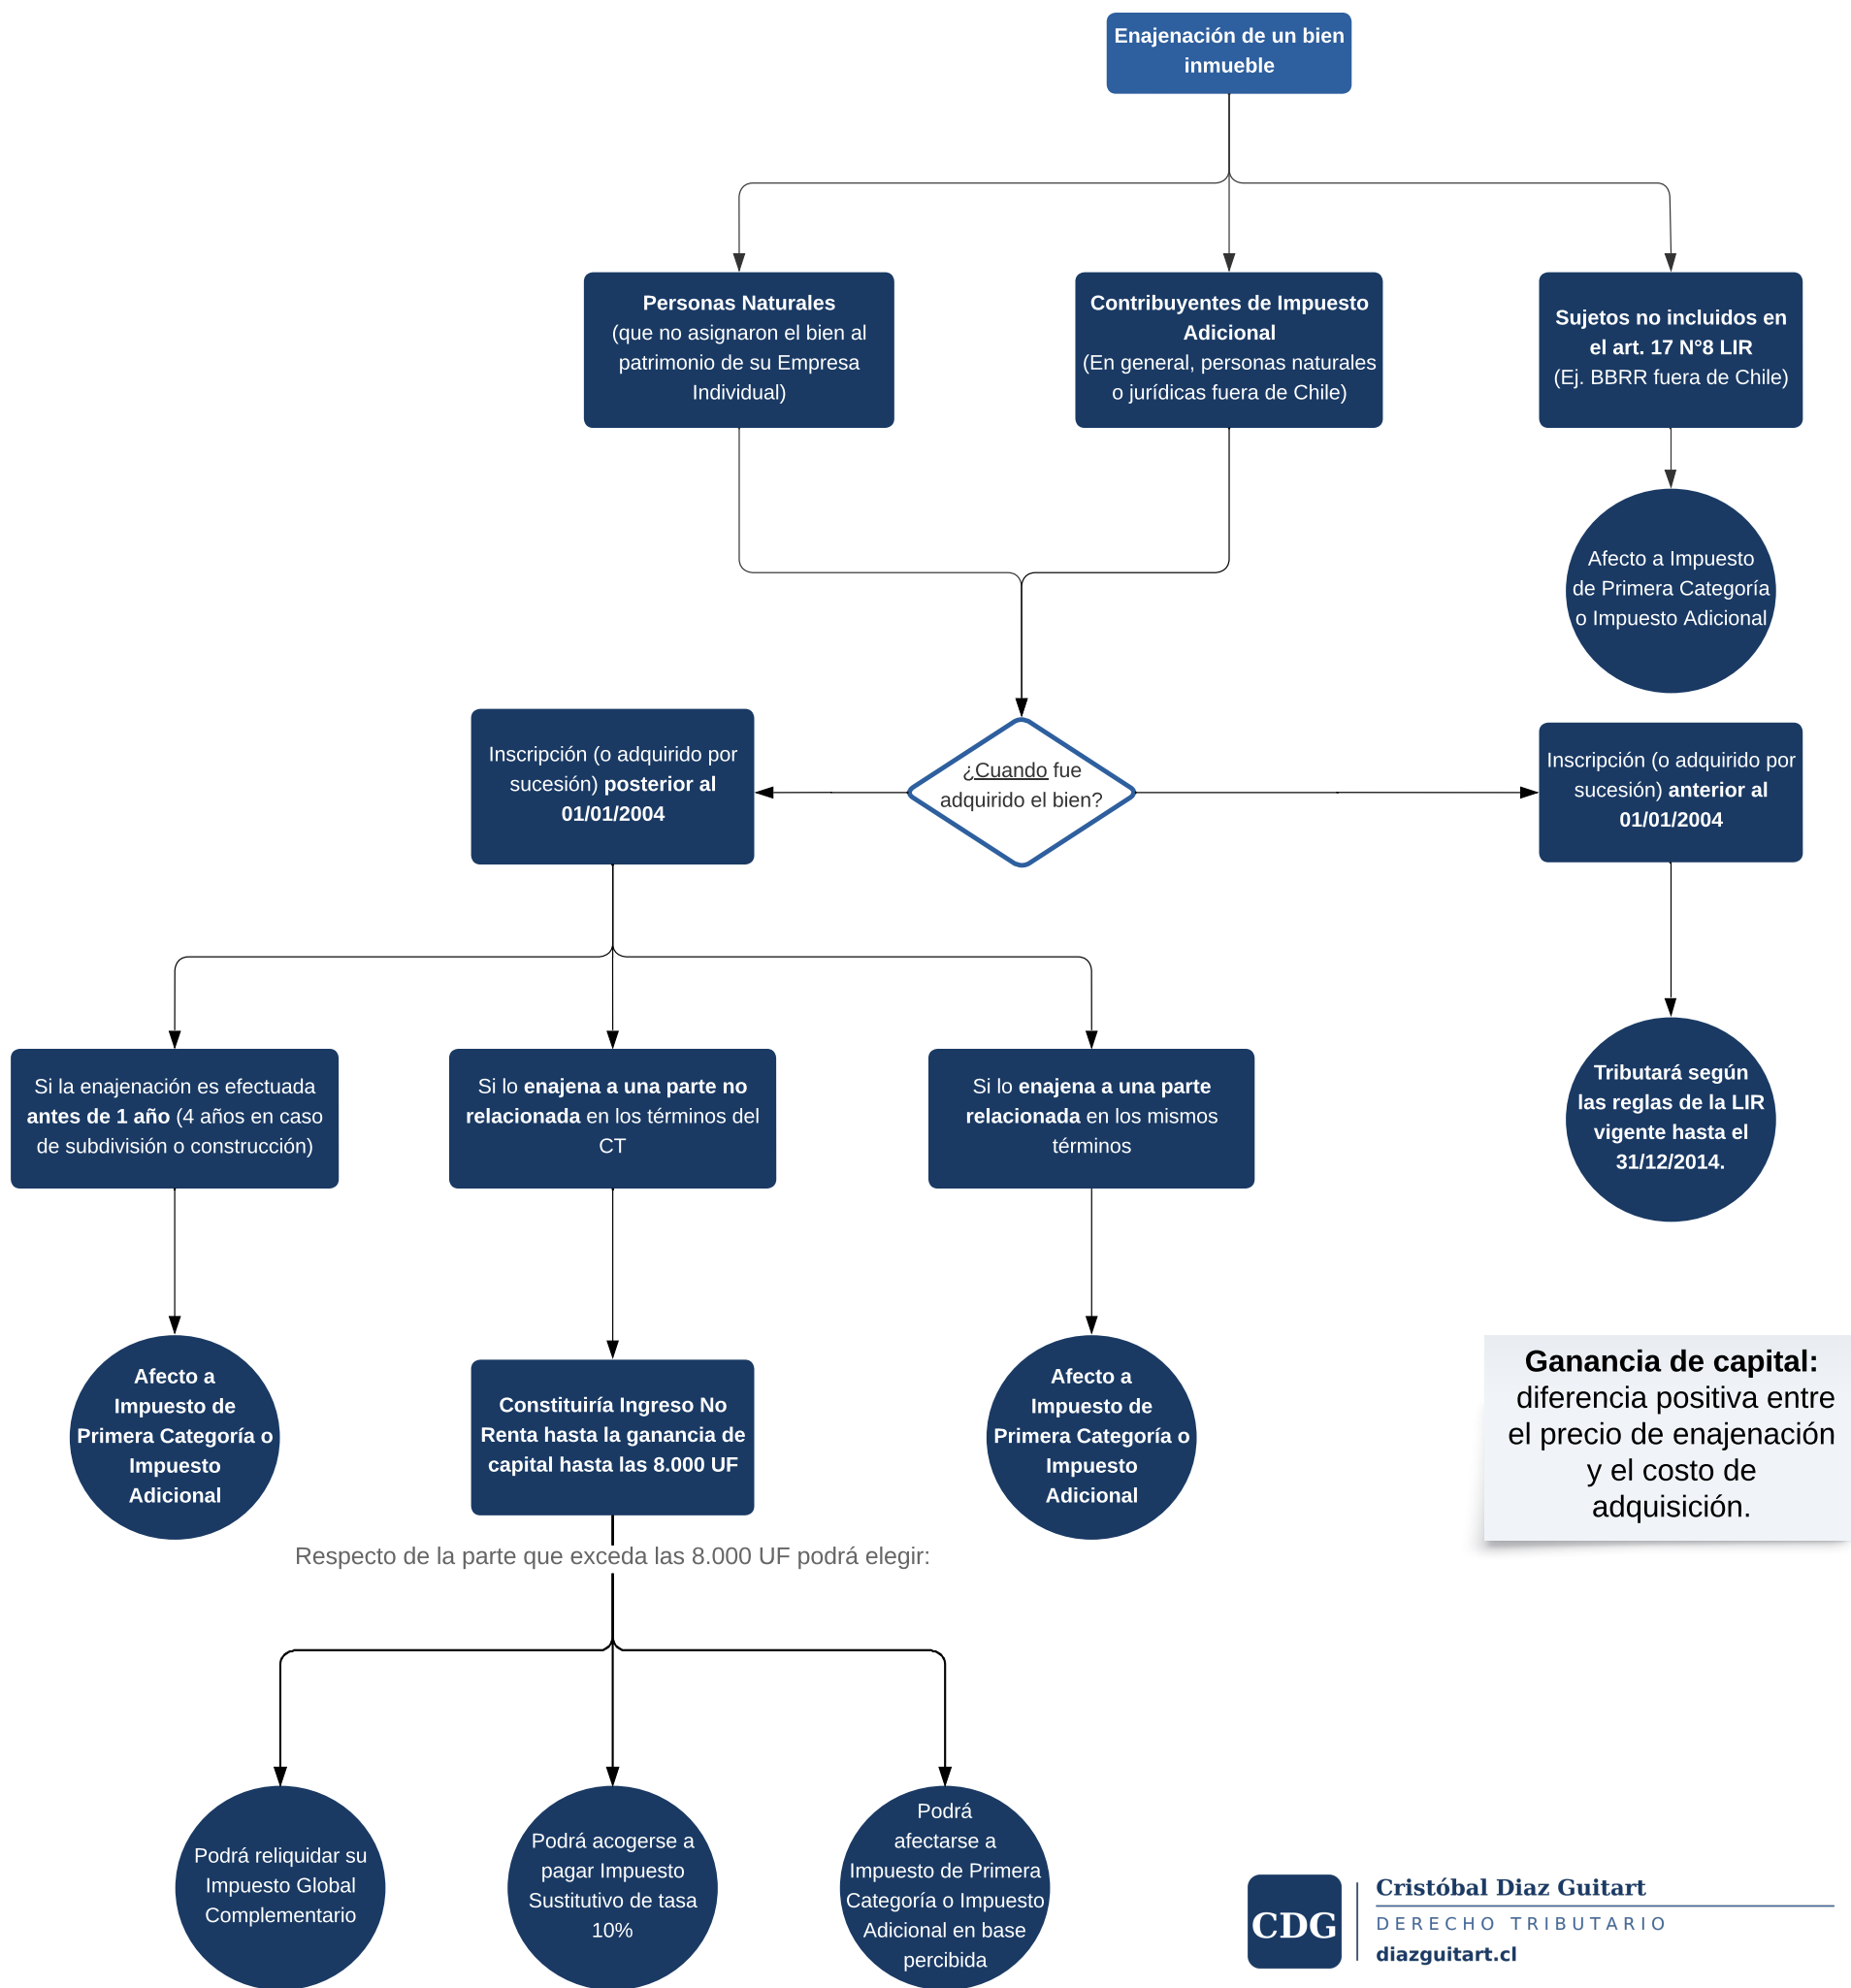 Enajenación de un bien
inmueble
Personas Naturales
(que no asignaron el bien al
patrimonio de su Empresa
Individual)
Contribuyentes de Impuesto
Adicional
(En general, personas naturales
o jurídicas fuera de Chile)
Sujetos no incluidos en
el art. 17 N°8 LIR
(Ej. BBRR fuera de Chile)
Afecto a Impuesto
de Primera Categoría
o Impuesto Adicional
Inscripción (o adquirido por
sucesión) posterior al
01/01/2004
¿Cuando fue
adquirido el bien?
Inscripción (o adquirido por
sucesión) anterior al
01/01/2004
Si la enajenación es efectuada
antes de 1 año (4 años en caso
de subdivisión o construcción)
Si lo enajena a una parte no
relacionada en los términos del
CT
Si lo enajena a una parte
relacionada en los mismos
términos
Tributará según
las reglas de la LIR
vigente hasta el
31/12/2014.
Afecto a
Impuesto de
Primera Categoría o
Impuesto
Adicional
Constituiría Ingreso No
Renta hasta la ganancia de
capital hasta las 8.000 UF
Afecto a
Impuesto de
Primera Categoría o
Impuesto
Adicional
Ganancia de capital:
diferencia positiva entre
el precio de enajenación
y el costo de
adquisición.
Respecto de la parte que exceda las 8.000 UF podrá elegir:
Podrá reliquidar su
Impuesto Global
Complementario
Podrá acogerse a
pagar Impuesto
Sustitutivo de tasa
10%
Podrá
afectarse a
Impuesto de Primera
Categoría o Impuesto
Adicional en base
percibida
CDG
Cristóbal Diaz Guitart
DERECHO TRIBUTARIO
diazguitart.cl